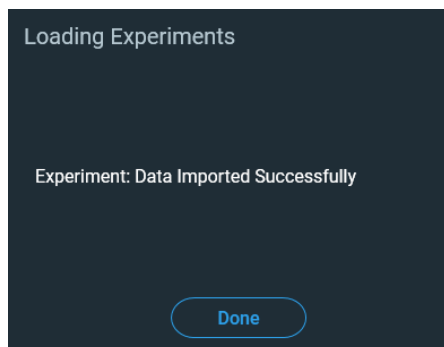 Loading Experiments
Experiment: Data Imported Successfully
Done